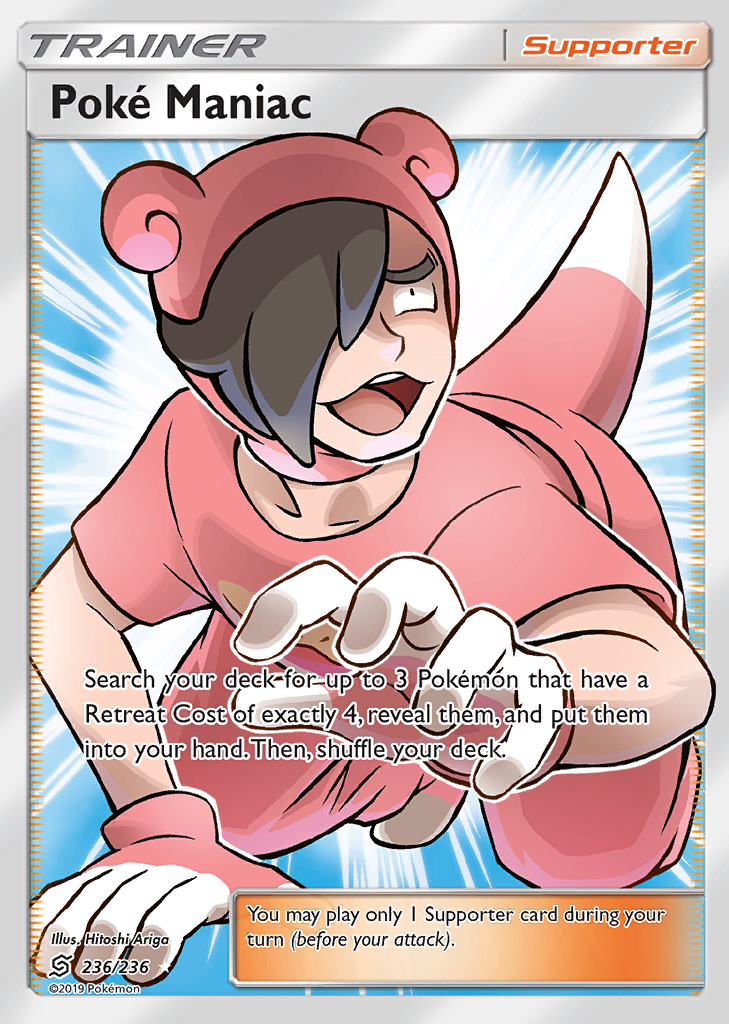 TRAINER
Supporter
Poké Maniac
Search your deck for up to 3 Pokémon that have a
Retreat Cost of exactly 4, reveal them, and put them
into your hand. Then, shuffle your deck.
You may play only 1 Supporter card during your
turn (before your attack).
Illus. Hitoshi Ariga
236/236
©2019 Pokémon